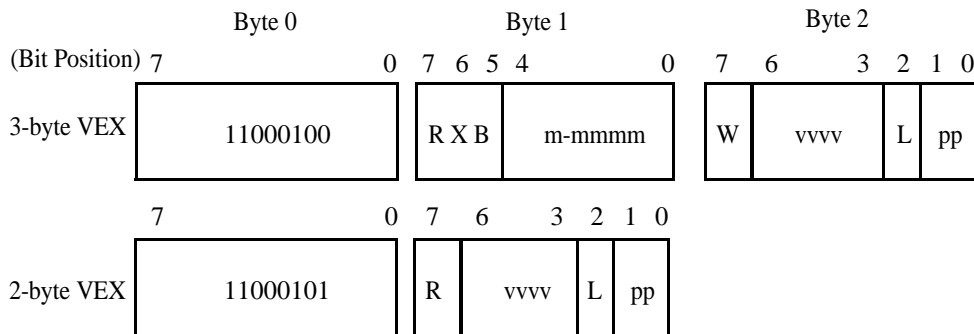 Byte 0 Byte 1 Byte 2
(Bit Position) 7 0 7 6 5 4 0 7 6 3 2 1 0
3-byte VEX 11000100 R X B m-mmmm W vvvv L pp
7 0 7 6 3 2 1 0
2-byte VEX 11000101 R vvvv L pp